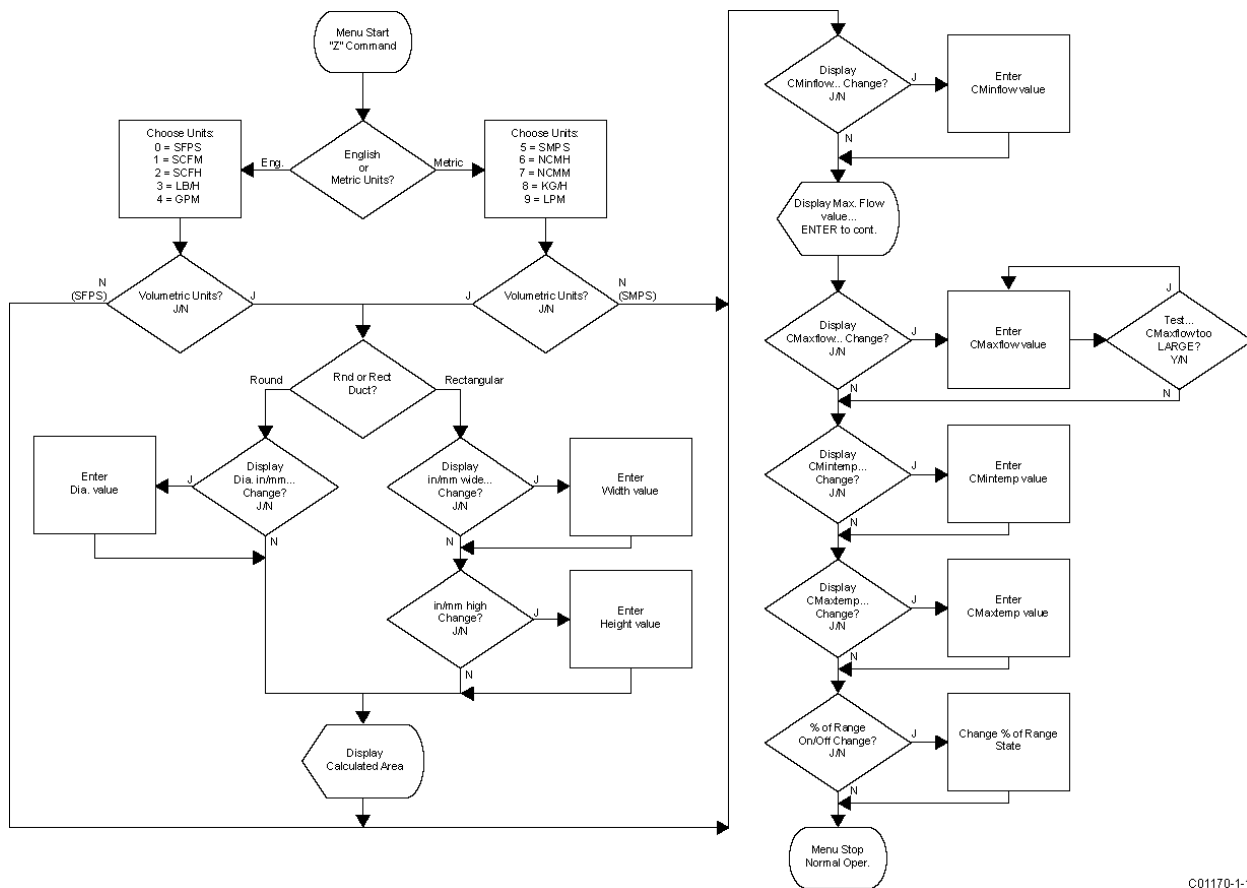 Menu Start
"Z" Command
English
or
Metric Units?
Eng.
Metric
Choose Units:
0 = SFPS
1 = SCFM
2 = SCFH
3 = LB/H
4 = GPM
Choose Units:
5 = SMPS
6 = NCMH
7 = NCMM
8 = KG/H
9 = LPM
N
(SFPS)
Volumetric Units?
J/N
J
J
Volumetric Units?
J/N
N
(SMPS)
Rnd or Rect
Duct?
Round
Rectangular
Display
Dia. in/mm...
Change?
J/N
J
N
Enter
Dia. value
Display
in/mm wide...
Change?
J/N
J
N
Enter
Width value
in/mm high
Change?
J/N
J
N
Enter
Height value
Display
Calculated Area
Display
CMinflow... Change?
J/N
J
N
Enter
CMinflow value
Display Max. Flow
value...
ENTER to cont.
Display
CMaxflow... Change?
J/N
J
N
Enter
CMaxflow value
Test...
CMaxflow too
LARGE?
Y/N
J
N
Display
CMintemp...
Change?
J/N
J
N
Enter
CMintemp value
Display
CMaxtemp...
Change?
J/N
J
N
Enter
CMaxtemp value
% of Range
On/Off Change?
J/N
J
N
Change % of Range
State
Menu Stop
Normal Oper.